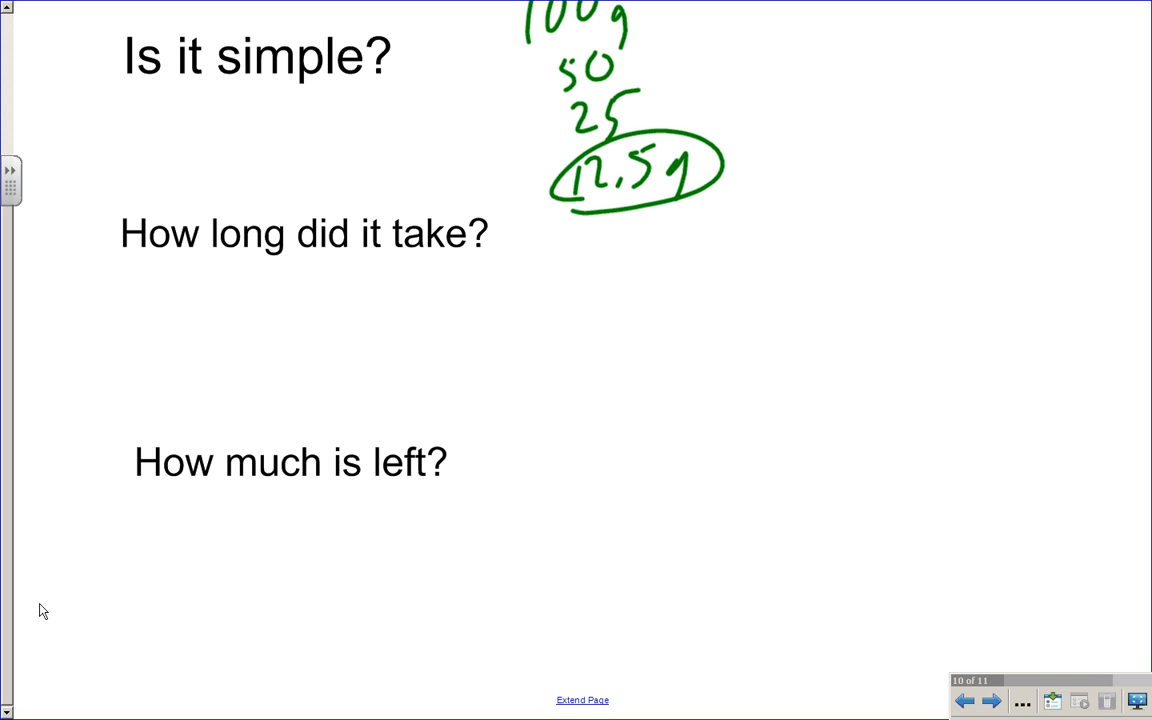 100g
Is it simple?
50
25
12.5g
How long did it take?
How much is left?
Extend Page
10 of 11